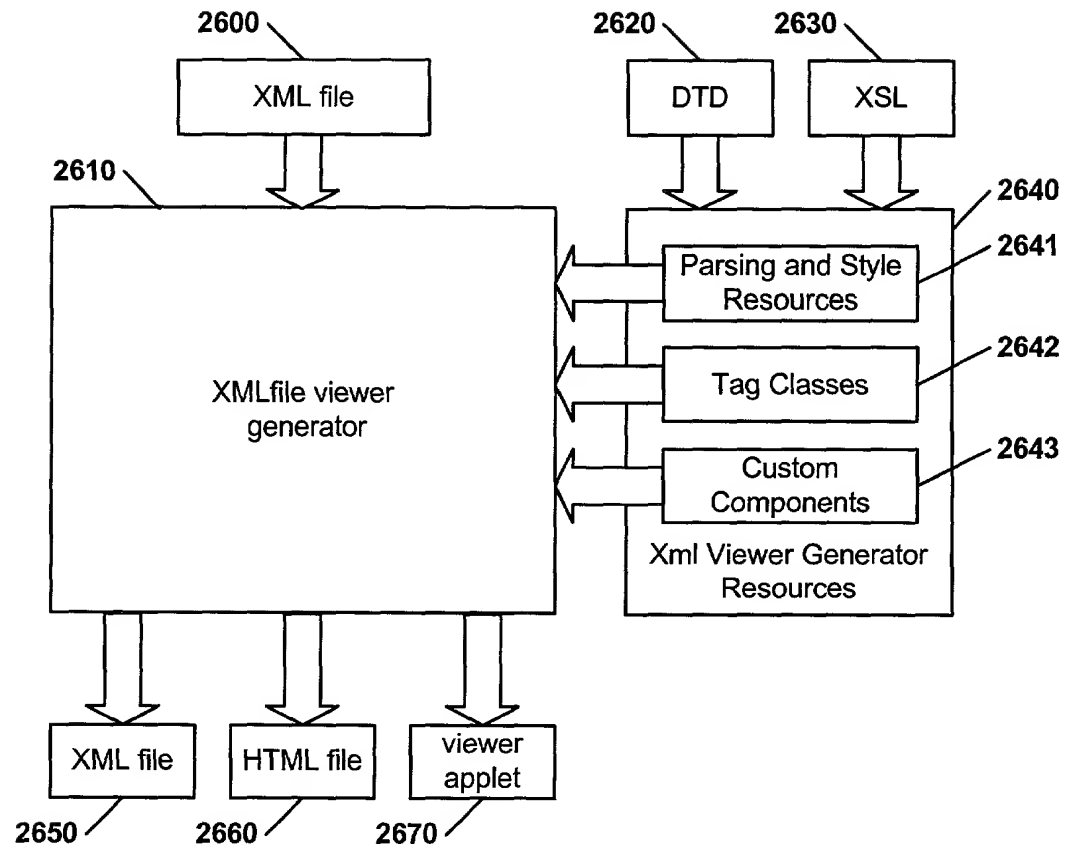 2600
2620
2630
XML file
DTD
XSL
2610
2640
2641
Parsing and Style
Resources
2642
Tag Classes
XMLfile viewer
generator
2643
Custom
Components
Xml Viewer Generator
Resources
XML file
HTML file
viewer
applet
2650
2660
2670